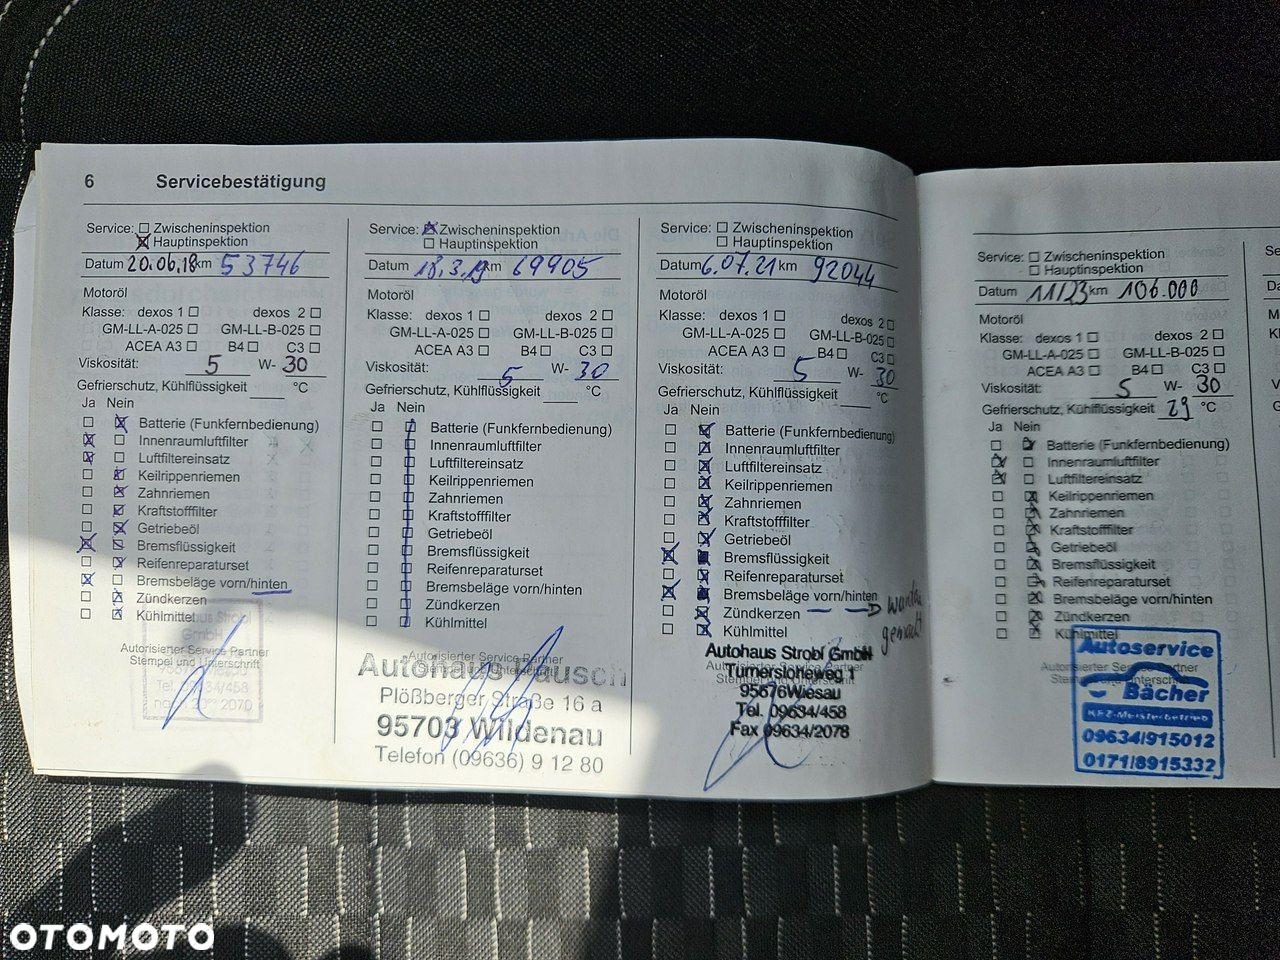 6 Servicebestätigung
Service: Zwischeninspektion
Hauptinspektion
Datum 20.06.18 km 53746
Motoröl
Klasse: dexos 1 dexos 2
GM-LL-A-025 GM-LL-B-025
ACEA A3 B4 C3
Viskosität: 5 W- 30
Gefrierschutz, Kühlflüssigkeit °C
Ja Nein
Batterie (Funkfernbedienung)
Innenraumluftfilter
Luftfiltereinsatz
Keilrippenriemen
Zahnriemen
Kraftstofffilter
Getriebeöl
Bremsflüssigkeit
Reifenreparaturset
Bremsbeläge vorn/hinten
Zündkerzen
Kühlmittel
Autorisierter Service Partner
Stempel und Unterschrift
Service: Zwischeninspektion
Hauptinspektion
Datum 18.3.19 km 69905
Motoröl
Klasse: dexos 1 dexos 2
GM-LL-A-025 GM-LL-B-025
ACEA A3 B4 C3
Viskosität: 5 W- 30
Gefrierschutz, Kühlflüssigkeit °C
Ja Nein
Batterie (Funkfernbedienung)
Innenraumluftfilter
Luftfiltereinsatz
Keilrippenriemen
Zahnriemen
Kraftstofffilter
Getriebeöl
Bremsflüssigkeit
Reifenreparaturset
Bremsbeläge vorn/hinten
Zündkerzen
Kühlmittel
Autorisierter Service Partner
Autohaus Bausch
Plößberger Straße 16 a
95703 Wildenau
Telefon (09636) 9 12 80
Service: Zwischeninspektion
Hauptinspektion
Datum 6.07.21 km 92044
Motoröl
Klasse: dexos 1 dexos 2
GM-LL-A-025 GM-LL-B-025
ACEA A3 B4 C3
Viskosität: 5 W- 30
Gefrierschutz, Kühlflüssigkeit °C
Ja Nein
Batterie (Funkfernbedienung)
Innenraumluftfilter
Luftfiltereinsatz
Keilrippenriemen
Zahnriemen
Kraftstofffilter
Getriebeöl
Bremsflüssigkeit
Reifenreparaturset
Bremsbeläge vorn/hinten wurden
Zündkerzen gemacht
Kühlmittel
Autohaus Strobl GmbH
Turnersloheweg 1
95676 Wiesau
Tel. 09634/458
Fax 09634/2078
Service: Zwischeninspektion
Hauptinspektion
Datum 11/23 km 106.000
Motoröl
Klasse: dexos 1 dexos 2
GM-LL-A-025 GM-LL-B-025
ACEA A3 B4 C3
Viskosität: 5 W- 30
Gefrierschutz, Kühlflüssigkeit 29 °C
Ja Nein
Batterie (Funkfernbedienung)
Innenraumluftfilter
Luftfiltereinsatz
Keilrippenriemen
Zahnriemen
Kraftstofffilter
Getriebeöl
Bremsflüssigkeit
Reifenreparaturset
Bremsbeläge vorn/hinten
Zündkerzen
Kühlmittel
Autoservice
Bächer
KFZ-Meisterbetrieb
09634/915012
0171/8915332
OTOMOTO